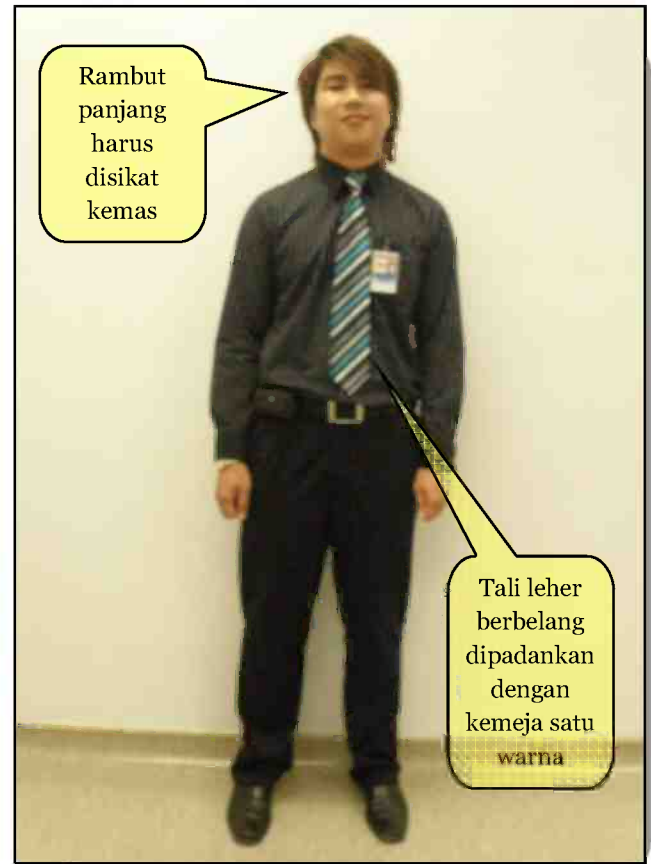 Rambut
panjang
harus
disikat
kemas
Tali leher
berbelang
dipadankan
dengan
kemeja satu
warna